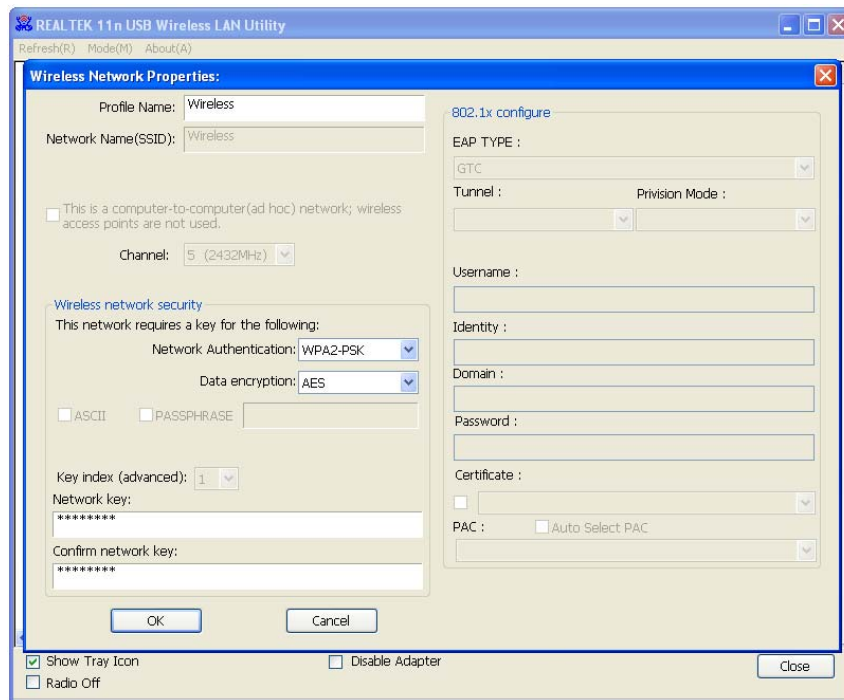 REALTEK 11n USB Wireless LAN Utility
Refresh(R) Mode(M) About(A)
Wireless Network Properties:
Profile Name: Wireless
Network Name(SSID): Wireless
This is a computer-to-computer(ad hoc) network; wireless
access points are not used.
Channel: 5 (2432MHz)
Wireless network security
This network requires a key for the following:
Network Authentication: WPA2-PSK
Data encryption: AES
ASCII PASSPHRASE
Key index (advanced): 1
Network key:
********
Confirm network key:
********
OK Cancel
802.1x configure
EAP TYPE :
GTC
Tunnel : Privision Mode :
Username :
Identity :
Domain :
Password :
Certificate :
PAC : Auto Select PAC
Show Tray Icon Disable Adapter
Radio Off
Close